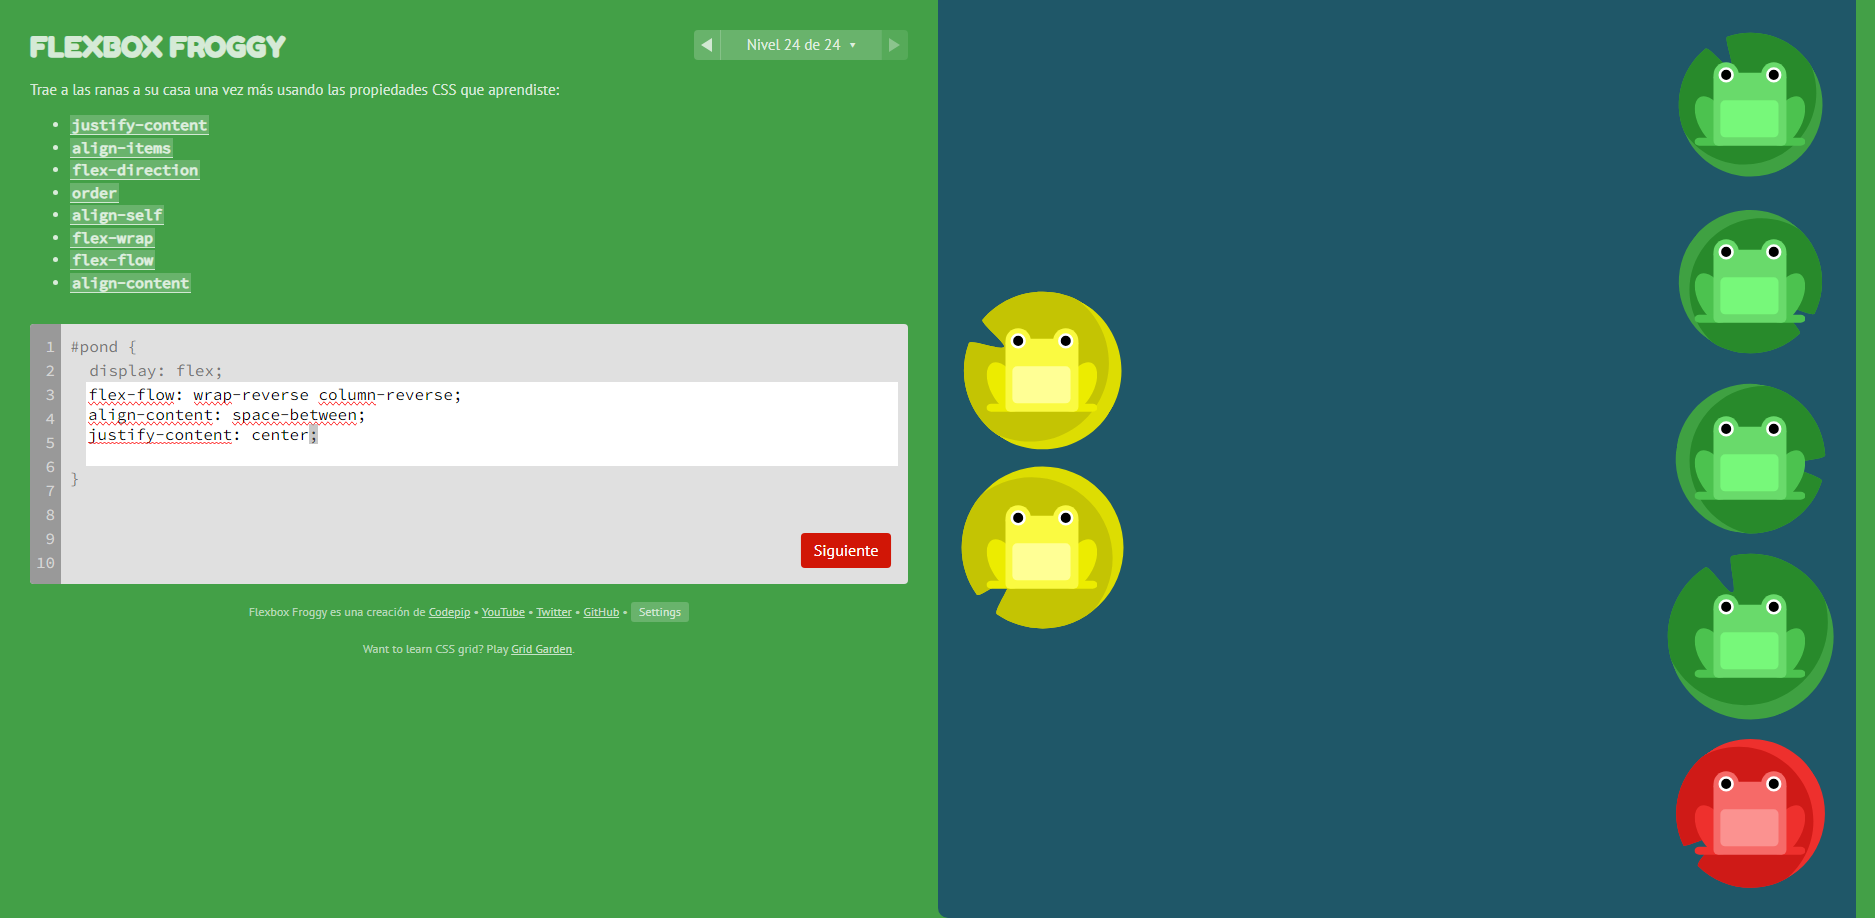 FLEXBOX FROGGY
◀ Nivel 24 de 24 ▾ ▶
Trae a las ranas a su casa una vez más usando las propiedades CSS que aprendiste:
• justify-content
• align-items
• flex-direction
• order
• align-self
• flex-wrap
• flex-flow
• align-content
1 #pond {
2 display: flex;
3 flex-flow: wrap-reverse column-reverse;
4 align-content: space-between;
5 justify-content: center;
6 }
7
8
9
10
Siguiente
Flexbox Froggy es una creación de Codepip • YouTube • Twitter • GitHub • Settings
Want to learn CSS grid? Play Grid Garden.